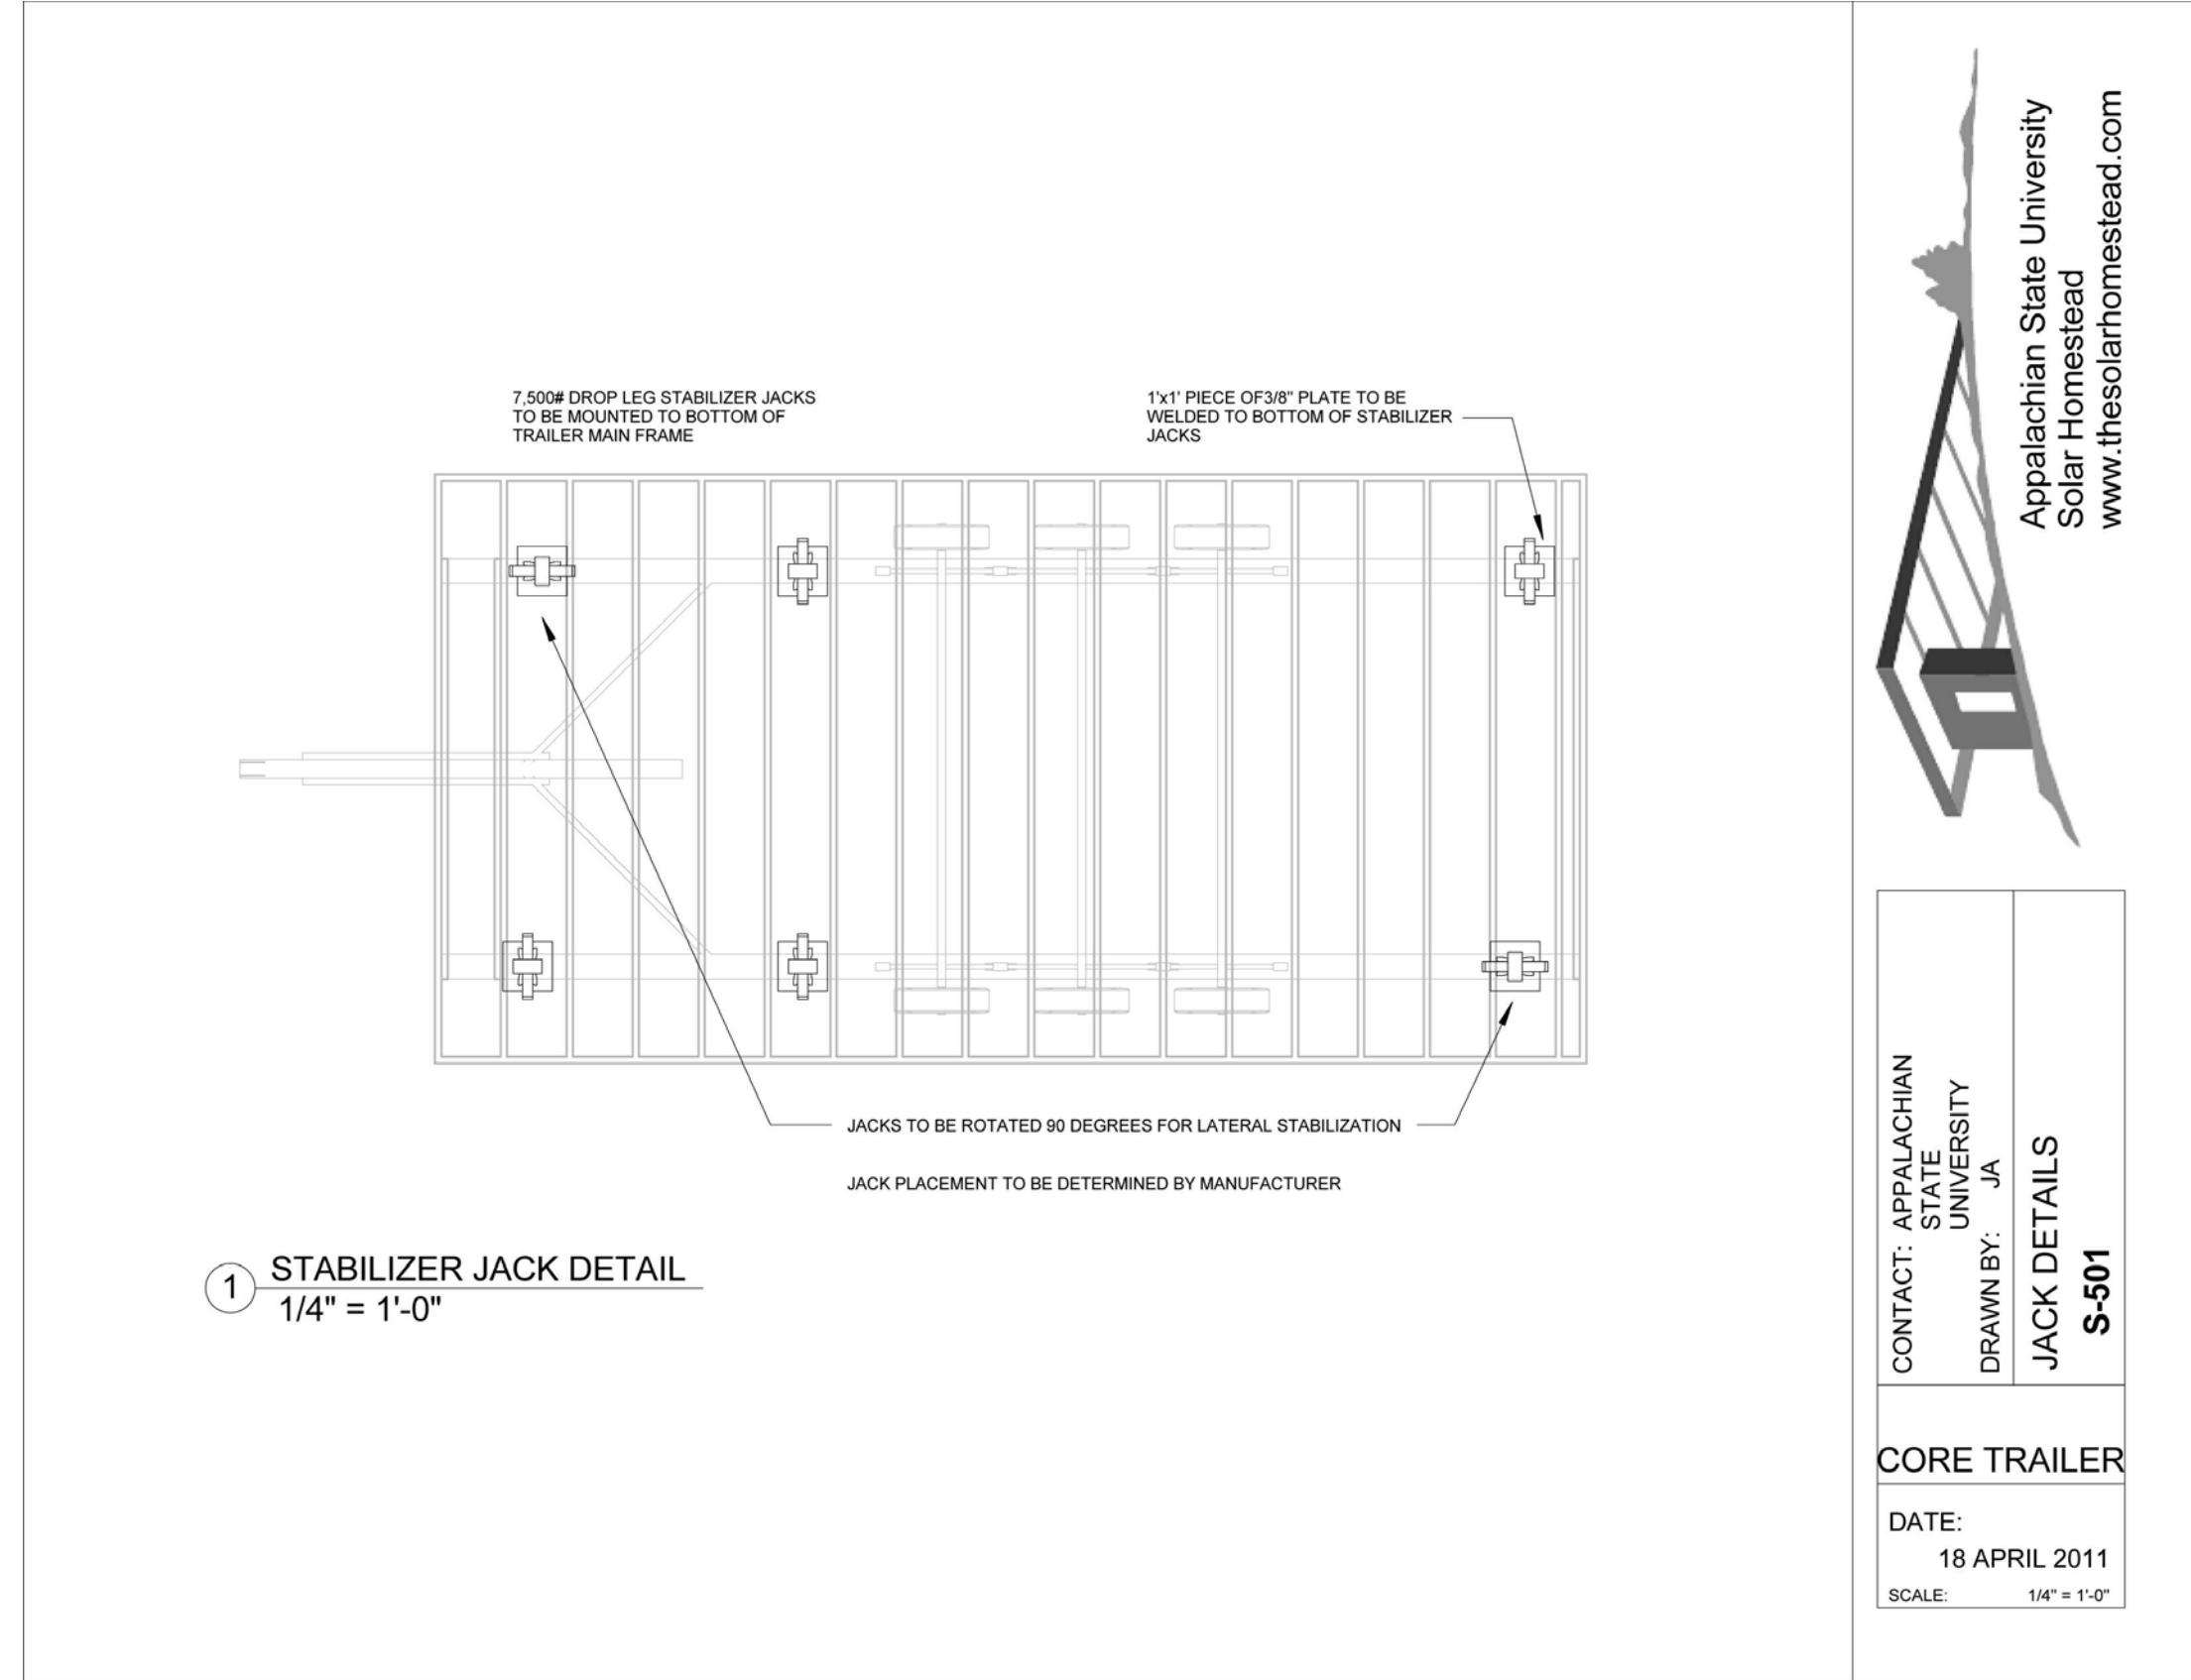 7,500# DROP LEG STABILIZER JACKS
TO BE MOUNTED TO BOTTOM OF
TRAILER MAIN FRAME
1'x1' PIECE OF3/8" PLATE TO BE
WELDED TO BOTTOM OF STABILIZER
JACKS
JACKS TO BE ROTATED 90 DEGREES FOR LATERAL STABILIZATION
JACK PLACEMENT TO BE DETERMINED BY MANUFACTURER
1
STABILIZER JACK DETAIL
1/4" = 1'-0"
Appalachian State University
Solar Homestead
www.thesolarhomestead.com
CONTACT: APPALACHIAN
STATE
UNIVERSITY
DRAWN BY: JA
JACK DETAILS
S-501
CORE TRAILER
DATE:
18 APRIL 2011
SCALE: 1/4" = 1'-0"